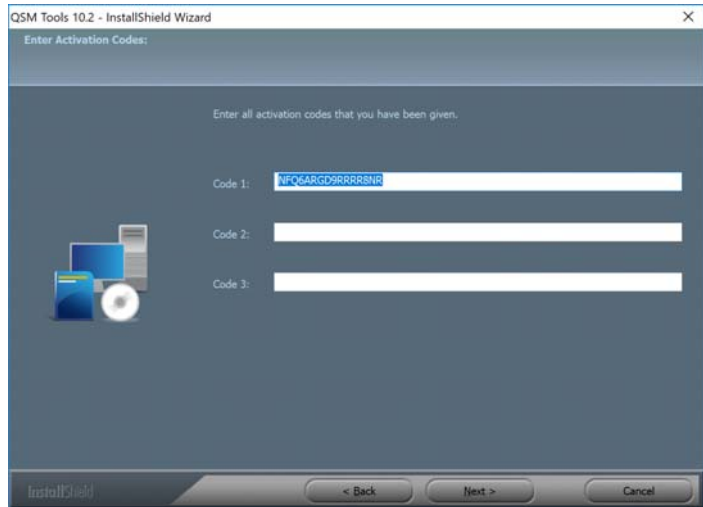 QSM Tools 10.2 - InstallShield Wizard
Enter Activation Codes:
Enter all activation codes that you have been given.
Code 1: NFQ6ARGD9RRRR8NR
Code 2:
Code 3:
InstallShield
< Back Next > Cancel